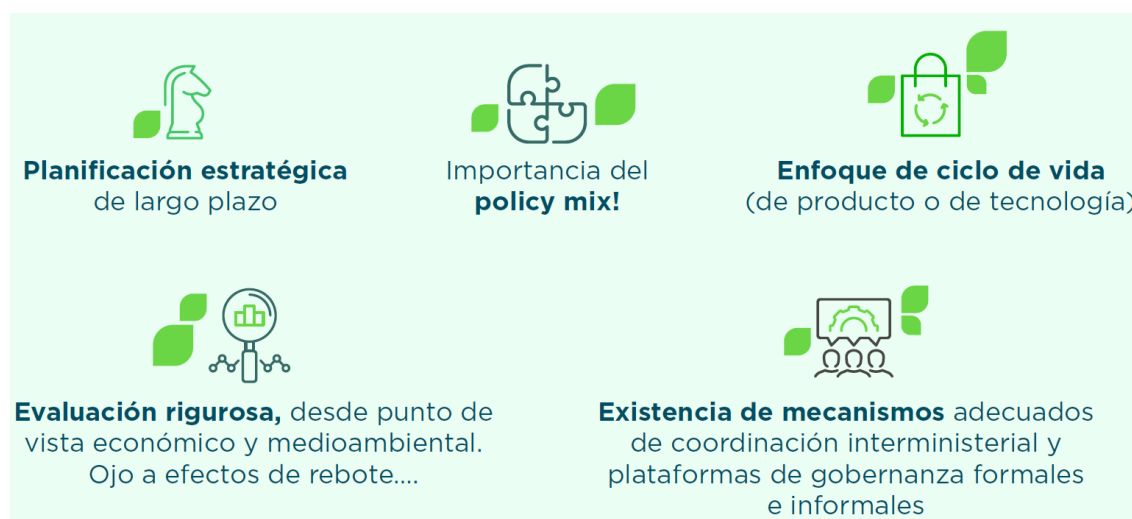 Planificación estratégica
de largo plazo
Importancia del
policy mix!
Enfoque de ciclo de vida
(de producto o de tecnología)
Evaluación rigurosa, desde punto de
vista económico y medioambiental.
Ojo a efectos de rebote....
Existencia de mecanismos adecuados
de coordinación interministerial y
plataformas de gobernanza formales
e informales